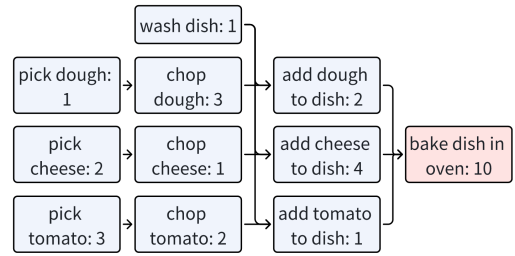 wash dish: 1
pick dough:
1
chop
dough: 3
add dough
to dish: 2
pick
cheese: 2
chop
cheese: 1
add cheese
to dish: 4
bake dish in
oven: 10
pick
tomato: 3
chop
tomato: 2
add tomato
to dish: 1